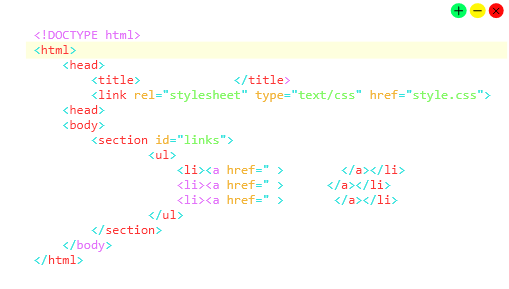 <!DOCTYPE html>
<html>
<head>
<title> </title>
<link rel="stylesheet" type="text/css" href="style.css">
<head>
<body>
<section id="links">
<ul>
<li><a href=" > </a></li>
<li><a href=" > </a></li>
<li><a href=" > </a></li>
</ul>
</section>
</body>
</html>